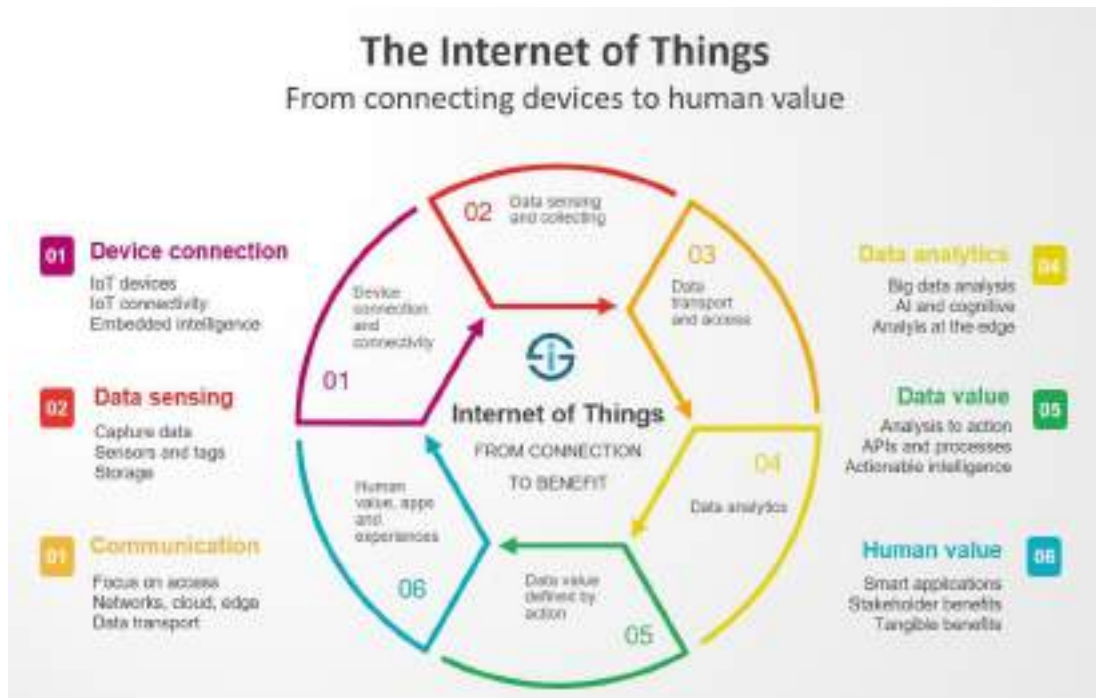 The Internet of Things
From connecting devices to human value
01
Device connection
IoT devices
IoT connectivity
Embedded intelligence
02
Data sensing
Capture data
Sensors and tags
Storage
01
Communication
Focus on access
Networks, cloud, edge
Data transport
01
Device
connection
and
connectivity
02
Data sensing
and collecting
03
Data
transport
and access
04
Data analytics
05
Data value
defined by
action
06
Human
value, apps
and
experiences
Internet of Things
FROM CONNECTION
TO BENEFIT
Data analytics
04
Big data analysis
AI and cognitive
Analyis at the edge
Data value
05
Analysis to action
APIs and processes
Actionable intelligence
Human value
06
Smart applications
Stakeholder benefits
Tangible benefits